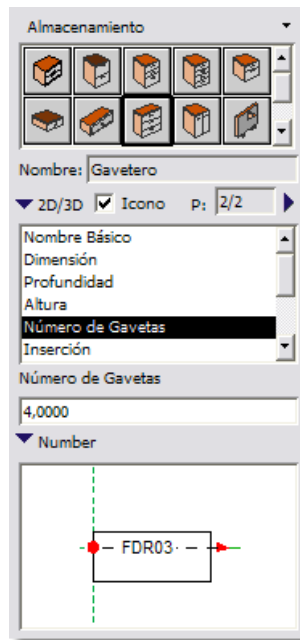 Almacenamiento
Nombre: Gavetero
2D/3D Icono P: 2/2
Nombre Básico
Dimensión
Profundidad
Altura
Número de Gavetas
Inserción
Número de Gavetas
4,0000
Number
FDR03